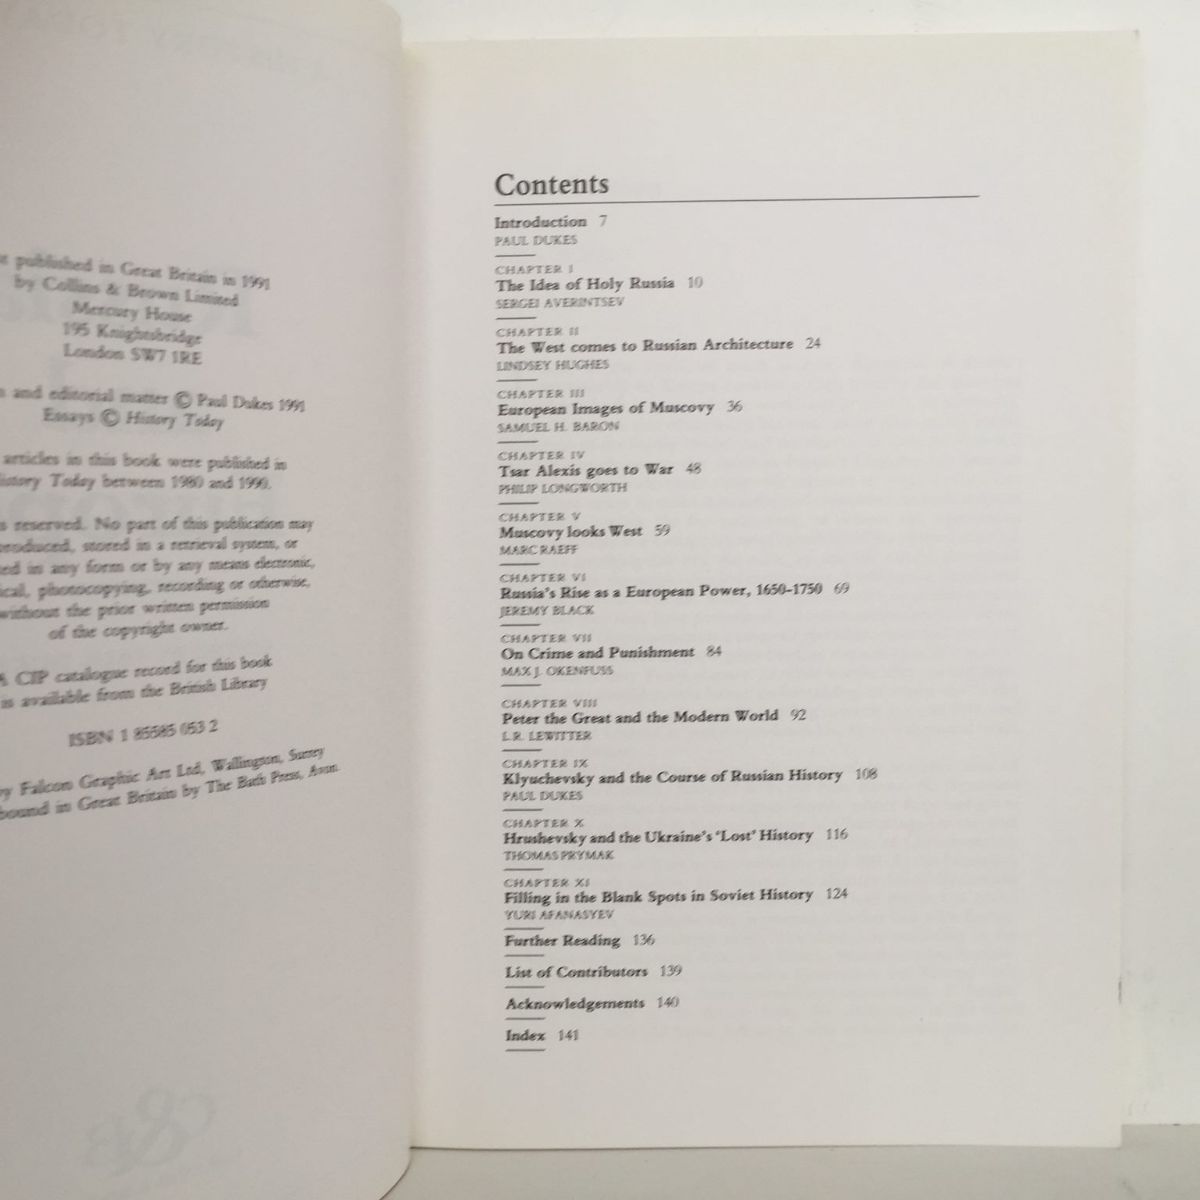 published in Great Britain in 1991
by Collins & Brown Limited
Mercury House
195 Knightsbridge
London SW7 1RE
and editorial matter © Paul Dukes 1991
Essays © History Today
articles in this book were published in
istory Today between 1980 and 1990.
s reserved. No part of this publication may
roduced, stored in a retrieval system, or
ed in any form or by any means electronic,
ical, photocopying, recording or otherwise,
without the prior written permission
of the copyright owner.
A CIP catalogue record for this book
is available from the British Library
ISBN 1 85585 053 2
by Falcon Graphic Art Ltd, Wallington, Surrey
bound in Great Britain by The Bath Press, Avon
Contents
Introduction 7
PAUL DUKES
CHAPTER I
The Idea of Holy Russia 10
SERGEI AVERINTSEV
CHAPTER II
The West comes to Russian Architecture 24
LINDSEY HUGHES
CHAPTER III
European Images of Muscovy 36
SAMUEL H. BARON
CHAPTER IV
Tsar Alexis goes to War 48
PHILIP LONGWORTH
CHAPTER V
Muscovy looks West 59
MARC RAEFF
CHAPTER VI
Russia's Rise as a European Power, 1650–1750 69
JEREMY BLACK
CHAPTER VII
On Crime and Punishment 84
MAX J. OKENFUSS
CHAPTER VIII
Peter the Great and the Modern World 92
L.R. LEWITTER
CHAPTER IX
Klyuchevsky and the Course of Russian History 108
PAUL DUKES
CHAPTER X
Hrushevsky and the Ukraine's 'Lost' History 116
THOMAS PRYMAK
CHAPTER XI
Filling in the Blank Spots in Soviet History 124
YURI AFANASYEV
Further Reading 136
List of Contributors 139
Acknowledgements 140
Index 141